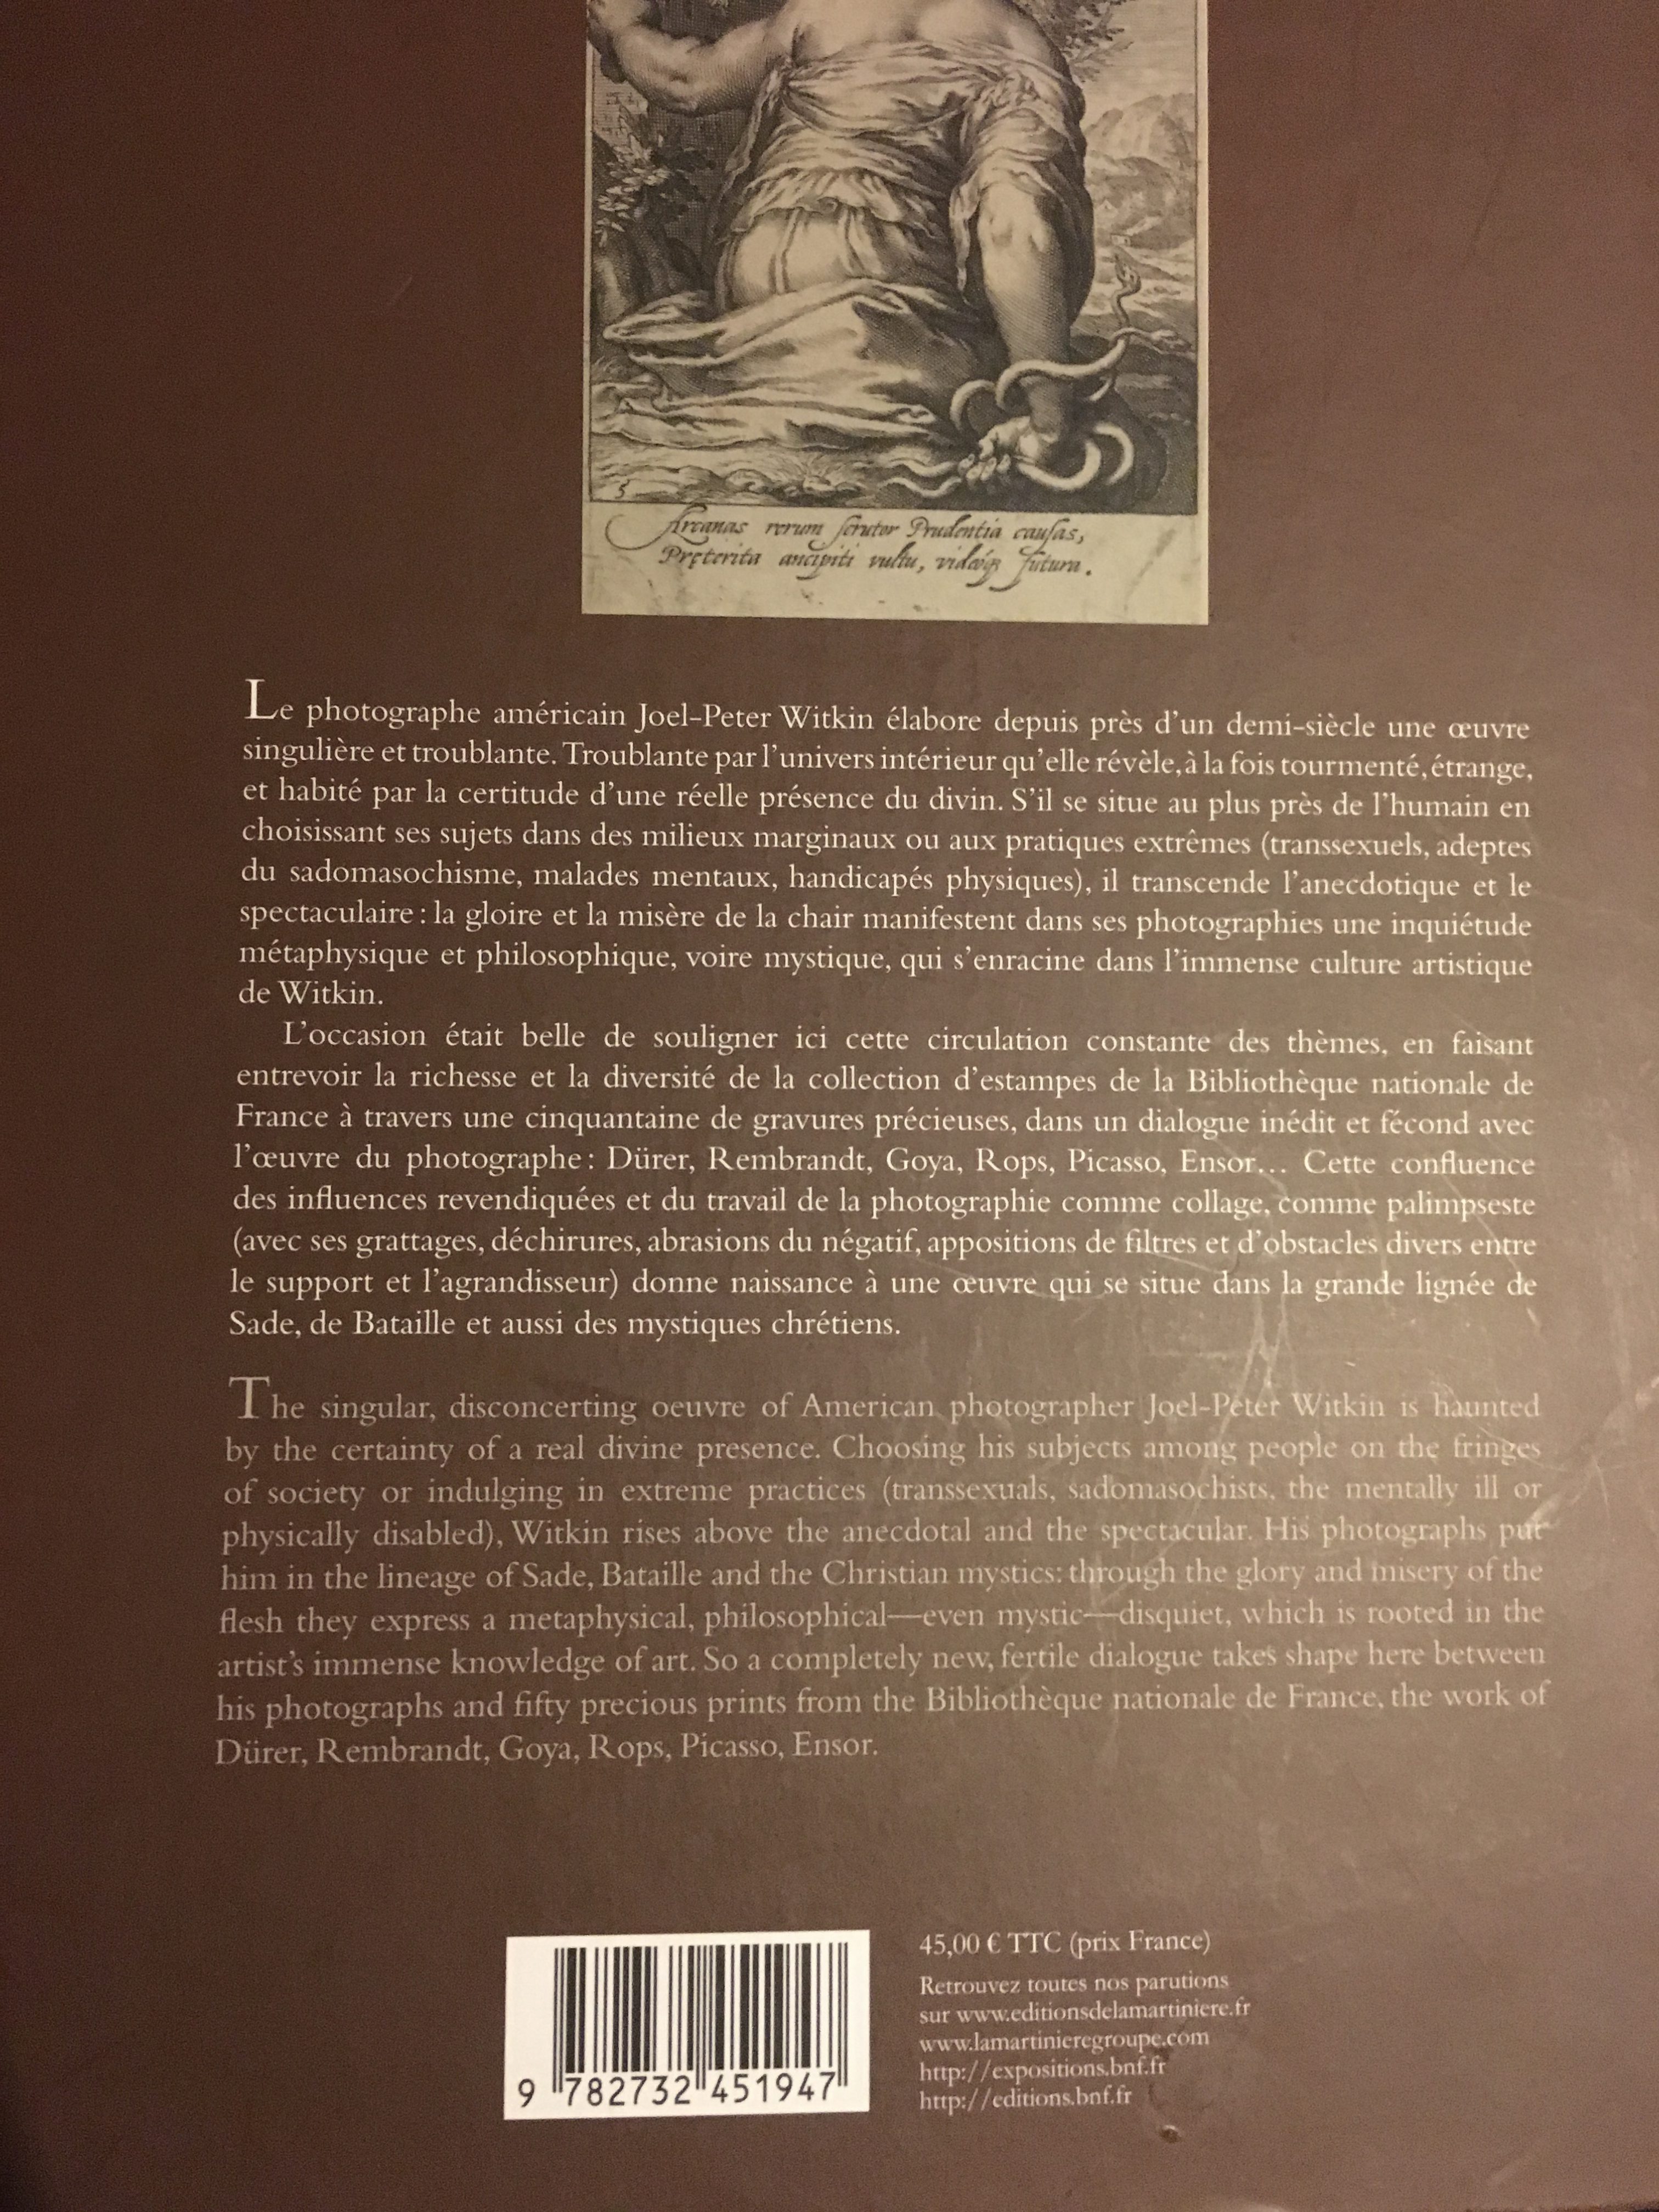 5
Arcanas rerum scrutor Prudentia causas,
Pręterita ancipiti vultu, videoq; futura.
Le photographe américain Joel-Peter Witkin élabore depuis près d'un demi-siècle une œuvre
singulière et troublante. Troublante par l'univers intérieur qu'elle révèle, à la fois tourmenté, étrange,
et habité par la certitude d'une réelle présence du divin. S'il se situe au plus près de l'humain en
choisissant ses sujets dans des milieux marginaux ou aux pratiques extrêmes (transsexuels, adeptes
du sadomasochisme, malades mentaux, handicapés physiques), il transcende l'anecdotique et le
spectaculaire : la gloire et la misère de la chair manifestent dans ses photographies une inquiétude
métaphysique et philosophique, voire mystique, qui s'enracine dans l'immense culture artistique
de Witkin.
L'occasion était belle de souligner ici cette circulation constante des thèmes, en faisant
entrevoir la richesse et la diversité de la collection d'estampes de la Bibliothèque nationale de
France à travers une cinquantaine de gravures précieuses, dans un dialogue inédit et fécond avec
l'œuvre du photographe : Dürer, Rembrandt, Goya, Rops, Picasso, Ensor… Cette confluence
des influences revendiquées et du travail de la photographie comme collage, comme palimpseste
(avec ses grattages, déchirures, abrasions du négatif, appositions de filtres et d'obstacles divers entre
le support et l'agrandisseur) donne naissance à une œuvre qui se situe dans la grande lignée de
Sade, de Bataille et aussi des mystiques chrétiens.
The singular, disconcerting oeuvre of American photographer Joel-Peter Witkin is haunted
by the certainty of a real divine presence. Choosing his subjects among people on the fringes
of society or indulging in extreme practices (transsexuals, sadomasochists, the mentally ill or
physically disabled), Witkin rises above the anecdotal and the spectacular. His photographs put
him in the lineage of Sade, Bataille and the Christian mystics: through the glory and misery of the
flesh they express a metaphysical, philosophical—even mystic—disquiet, which is rooted in the
artist's immense knowledge of art. So a completely new, fertile dialogue takes shape here between
his photographs and fifty precious prints from the Bibliothèque nationale de France, the work of
Dürer, Rembrandt, Goya, Rops, Picasso, Ensor.
9 782732 451947
45,00 € TTC (prix France)
Retrouvez toutes nos parutions
sur www.editionsdelamartiniere.fr
www.lamartinieregroupe.com
http://expositions.bnf.fr
http://editions.bnf.fr